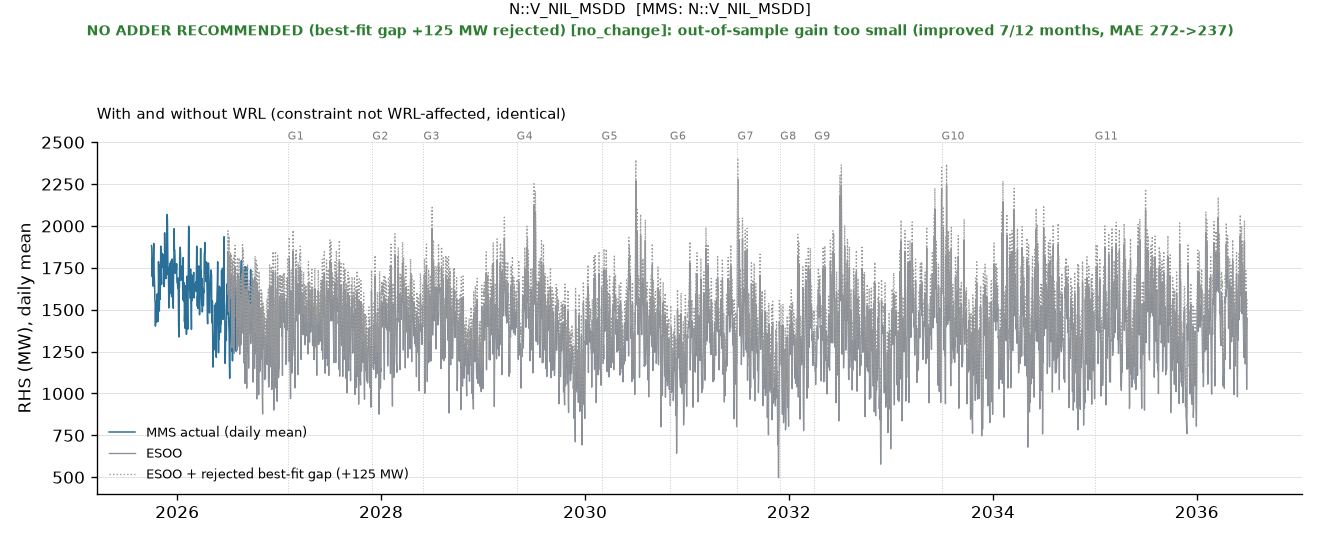 N::V_NIL_MSDD  [MMS: N::V_NIL_MSDD]
NO ADDER RECOMMENDED (best-fit gap +125 MW rejected) [no_change]: out-of-sample gain too small (improved 7/12 months, MAE 272->237)
With and without WRL (constraint not WRL-affected, identical)
G1 G2 G3 G4 G5 G6 G7 G8 G9 G10 G11
RHS (MW), daily mean
2500
2250
2000
1750
1500
1250
1000
750
500
MMS actual (daily mean)
ESOO
ESOO + rejected best-fit gap (+125 MW)
2026 2028 2030 2032 2034 2036